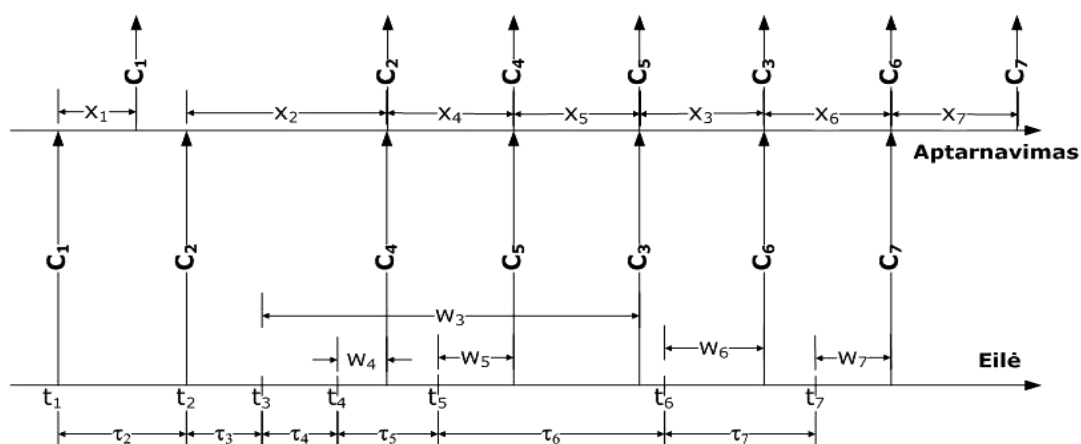 C₁ C₂ C₄ C₅ C₃ C₆ C₇
x₁ x₂ x₄ x₅ x₃ x₆ x₇
Aptarnavimas
C₁ C₂ C₄ C₅ C₃ C₆ C₇
w₃
w₄ w₅ w₆ w₇
Eilė
t₁ t₂ t₃ t₄ t₅ t₆ t₇
τ₂ τ₃ τ₄ τ₅ τ₆ τ₇